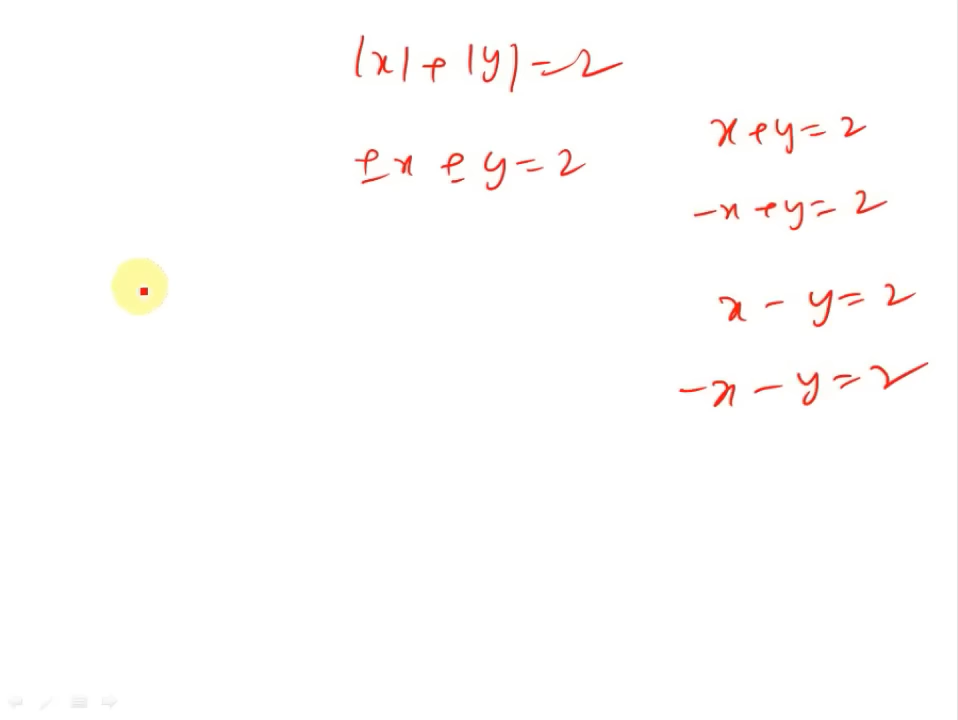 |x| + |y| = 2
± x ± y = 2
x + y = 2
-x + y = 2
x - y = 2
-x - y = 2